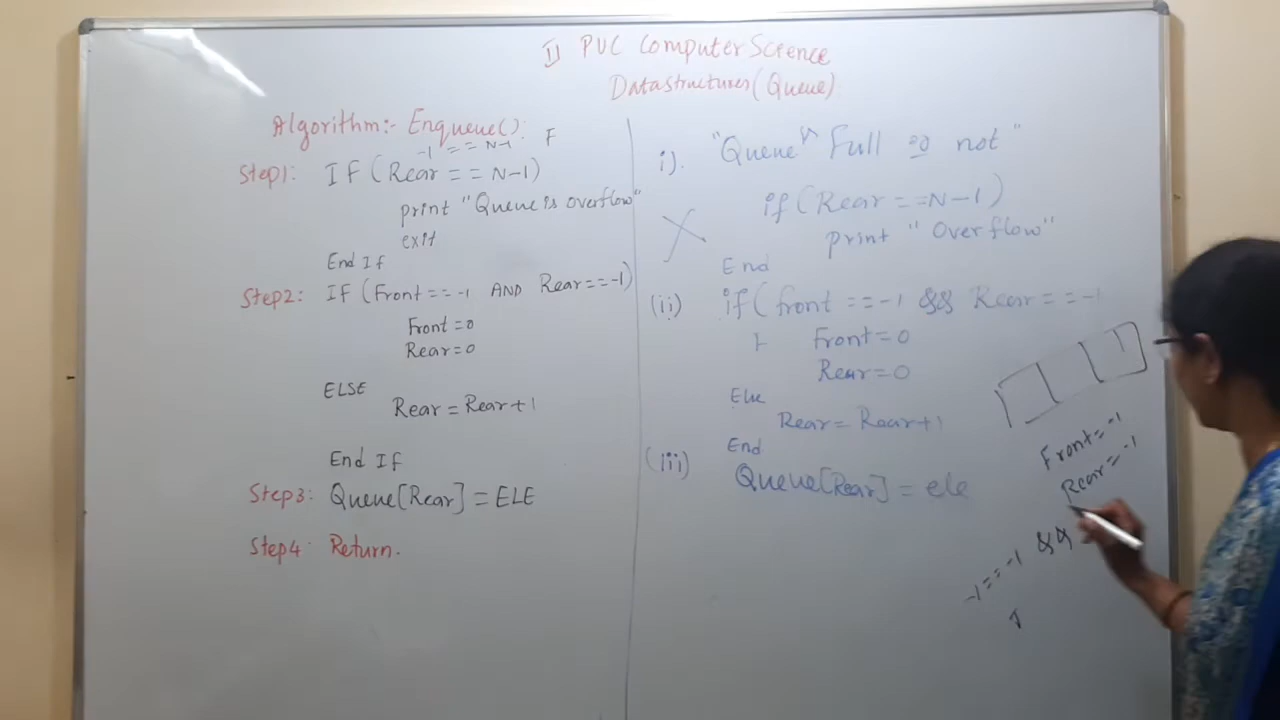 II PUC Computer Science
Datastructures (Queue)
Algorithm:- Enqueue().
-1 == N-1 F
Step1: IF (Rear == N-1)
print "Queue is overflow"
exit
End If
Step2: IF (Front == -1 AND Rear == -1)
Front = 0
Rear = 0
ELSE
Rear = Rear + 1
End If
Step3: Queue[Rear] = ELE
Step4: Return.
i). "Queue Full or not"
if (Rear == N-1)
print "Overflow"
End
(ii) if (front == -1 && Rear == -1
Front = 0
Rear = 0
Else
Rear = Rear + 1
End
(iii) Queue[Rear] = ele
Front = -1
Rear = -1
-1 == -1 &&